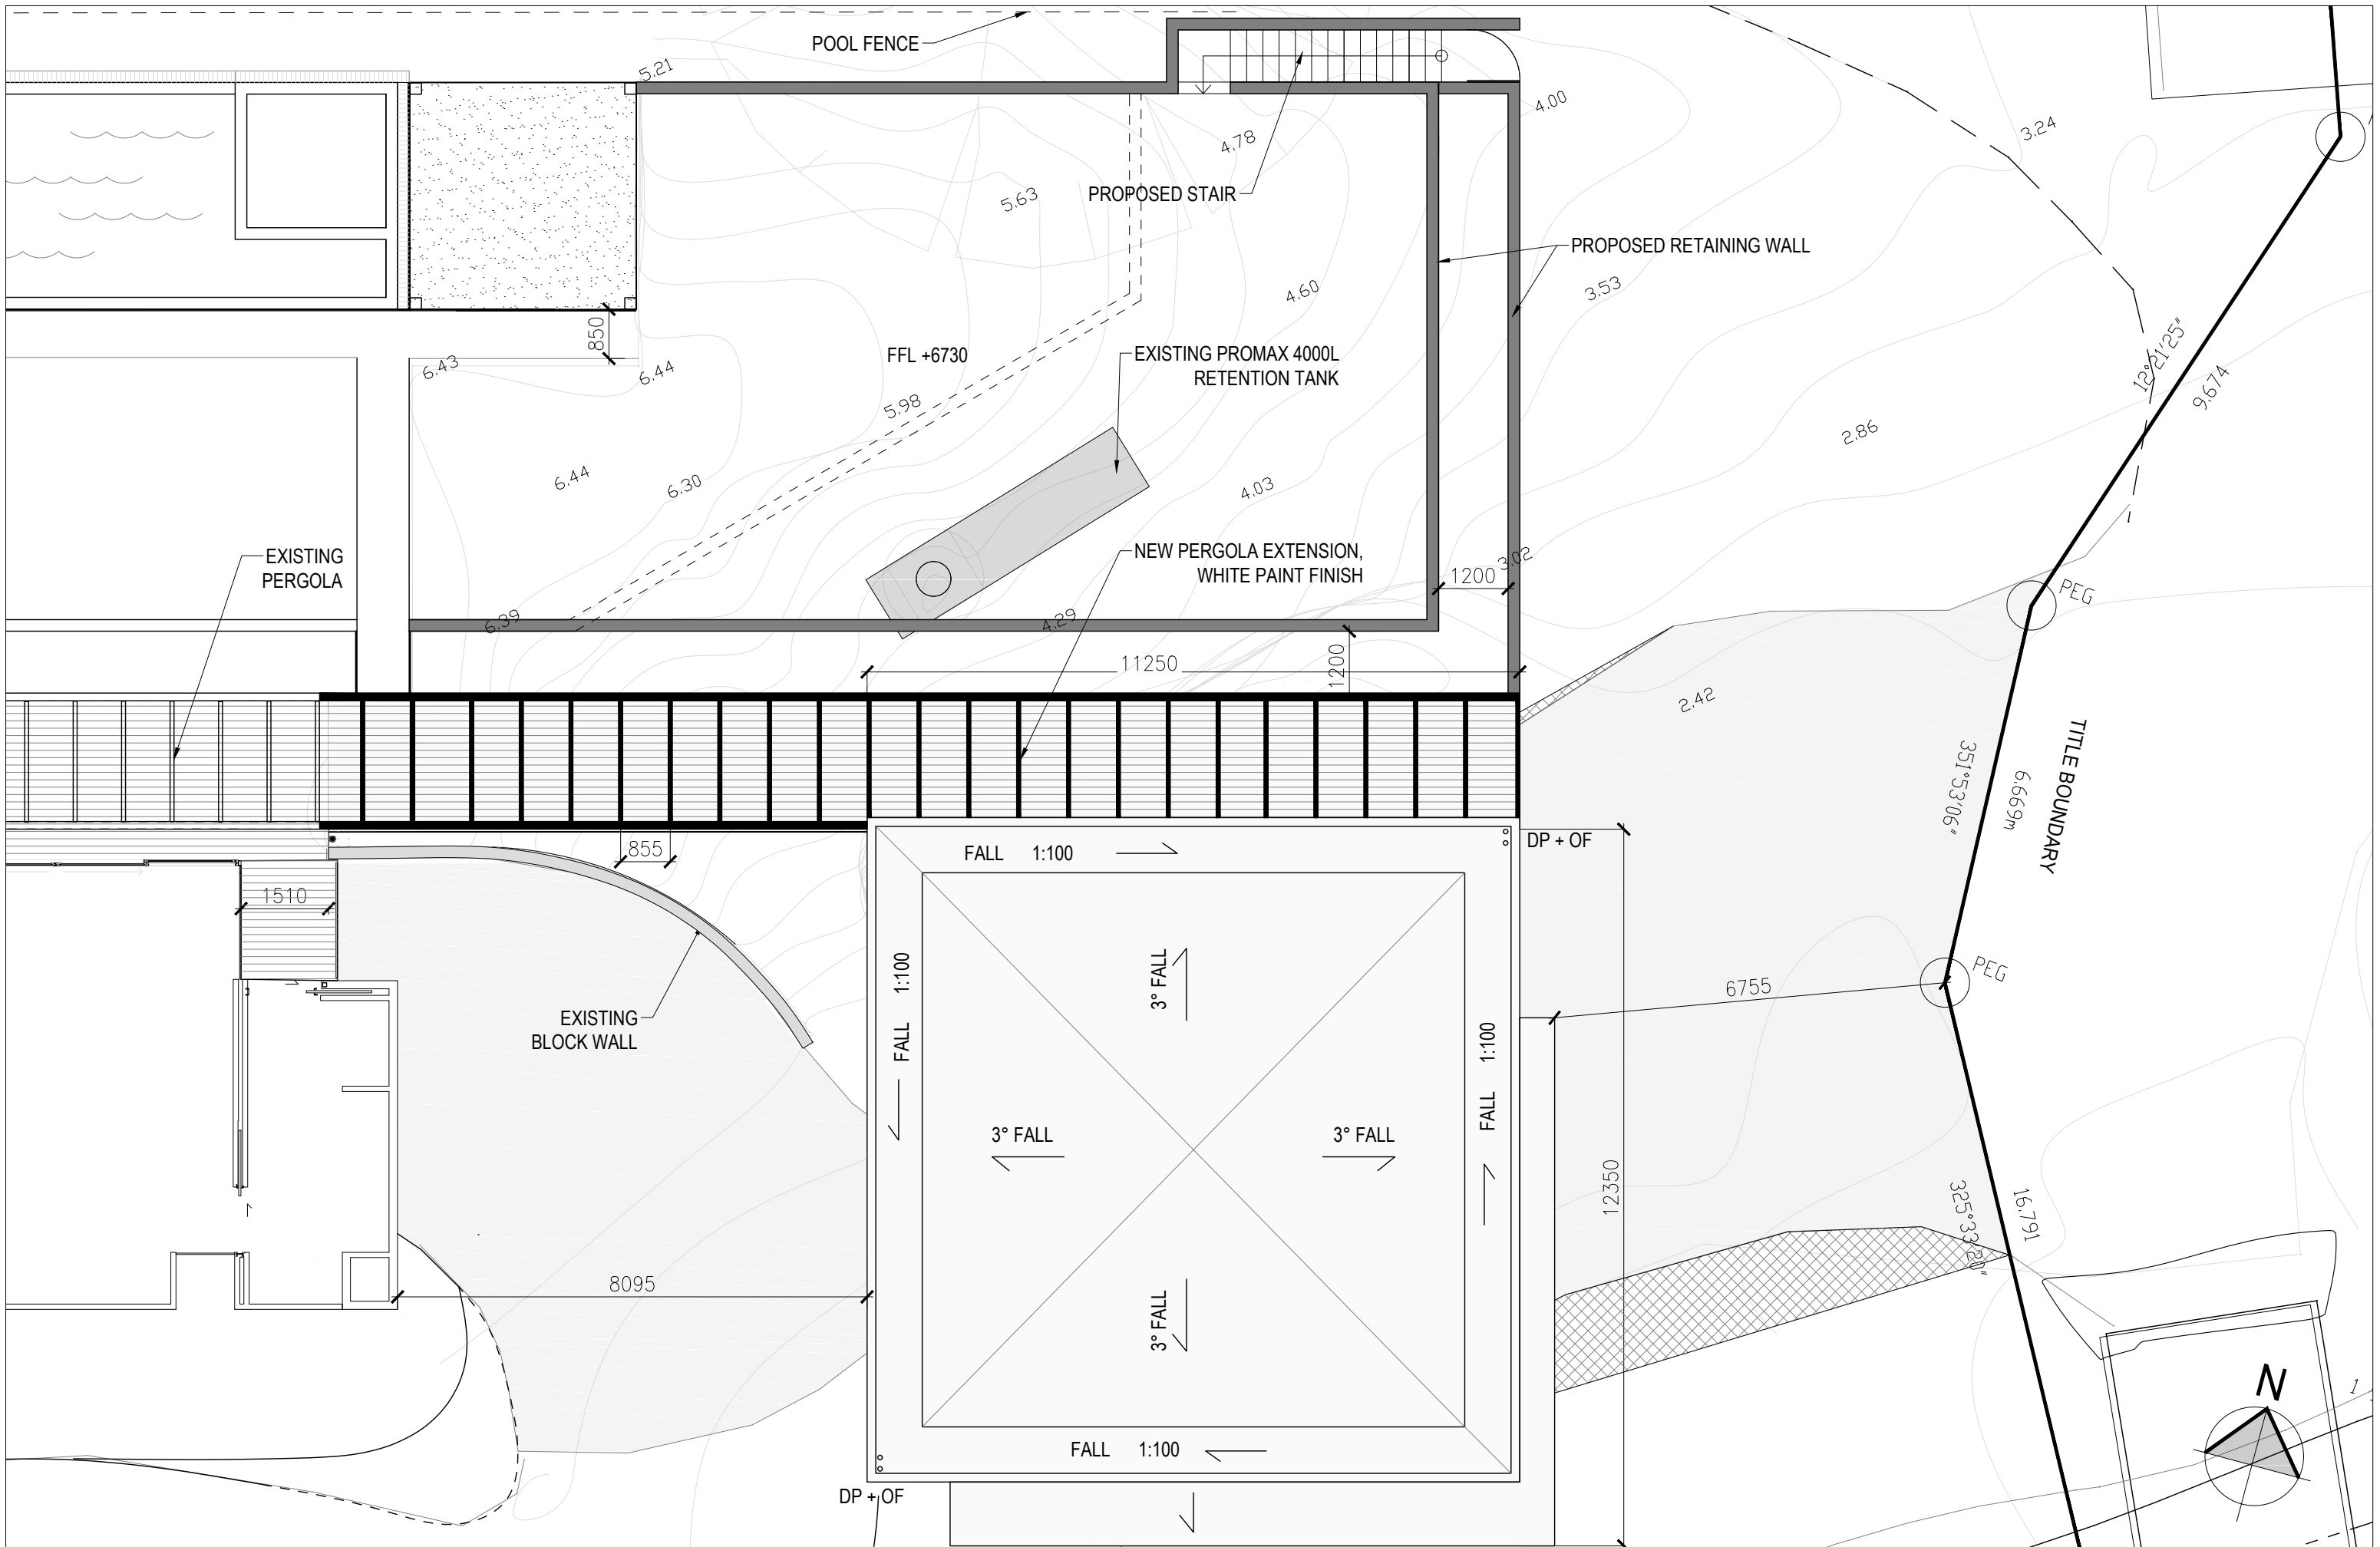 POOL FENCE
5.21
4.00
3.24
4.78
PROPOSED STAIR
5.63
PROPOSED RETAINING WALL
4.60
3.53
850
FFL +6730
EXISTING PROMAX 4000L
RETENTION TANK
12°21'25"
9.674
6.43
6.44
5.98
2.86
6.44
6.30
4.03
EXISTING
PERGOLA
NEW PERGOLA EXTENSION,
WHITE PAINT FINISH
3.02
1200
PEG
6.39
4.29
11250
1200
2.42
TITLE BOUNDARY
351°53'06"
6.669m
855
FALL 1:100
DP + OF
1510
FALL 1:100
3° FALL
6755
PEG
EXISTING
BLOCK WALL
FALL 1:100
3° FALL
3° FALL
12350
325°33'20"
16.791
8095
3° FALL
N
FALL 1:100
DP + OF